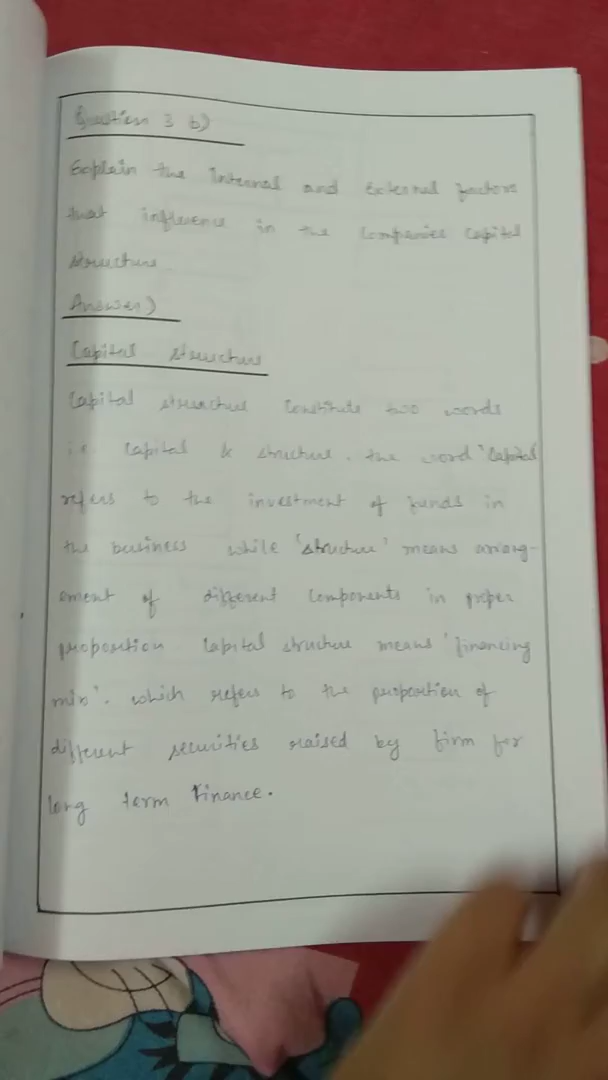 Question 3 b)
Explain the Internal and External factors
that influence in the Companies Capital
structure.
Answer)
Capital structure
Capital structure constitute two words
i.e Capital & structure. the word 'Capital
refers to the investment of funds in
the business while 'structure' means arrang-
ement of different Components in proper
proportion Capital structure means 'financing
mix'. which refers to the proportion of
different securities raised by firm for
long term finance.